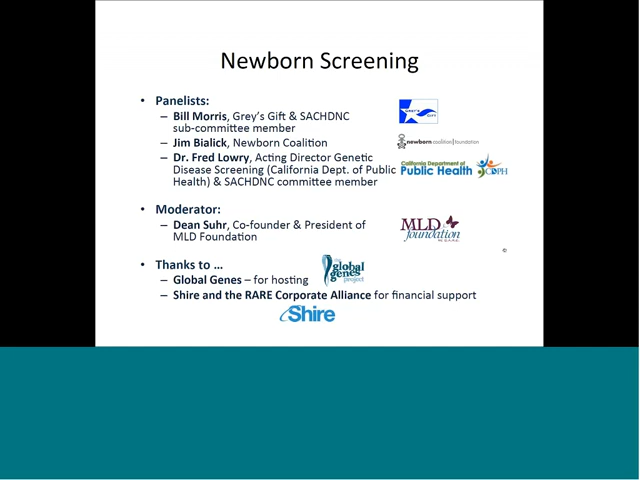 Newborn Screening
• Panelists:
– Bill Morris, Grey's Gift & SACHDNC
sub-committee member
– Jim Bialick, Newborn Coalition
newborn coalition|foundation
– Dr. Fred Lowry, Acting Director Genetic
Disease Screening (California Dept. of Public
Health) & SACHDNC committee member
California Department of
Public Health
CDPH
• Moderator:
– Dean Suhr, Co-founder & President of
MLD Foundation
MLD
foundation
• Thanks to ...
– Global Genes – for hosting
global
genes
project
– Shire and the RARE Corporate Alliance for financial support
Shire